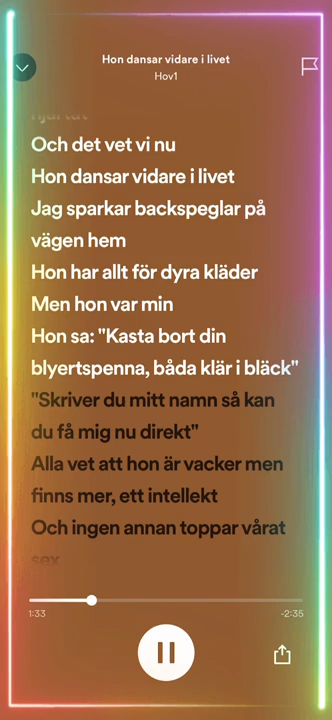 Hon dansar vidare i livet
Hov1
Och det vet vi nu
Hon dansar vidare i livet
Jag sparkar backspeglar på
vägen hem
Hon har allt för dyra kläder
Men hon var min
Hon sa: "Kasta bort din
blyertspenna, båda klär i bläck"
"Skriver du mitt namn så kan
du få mig nu direkt"
Alla vet att hon är vacker men
finns mer, ett intellekt
Och ingen annan toppar vårat
sex
1:33
-2:35